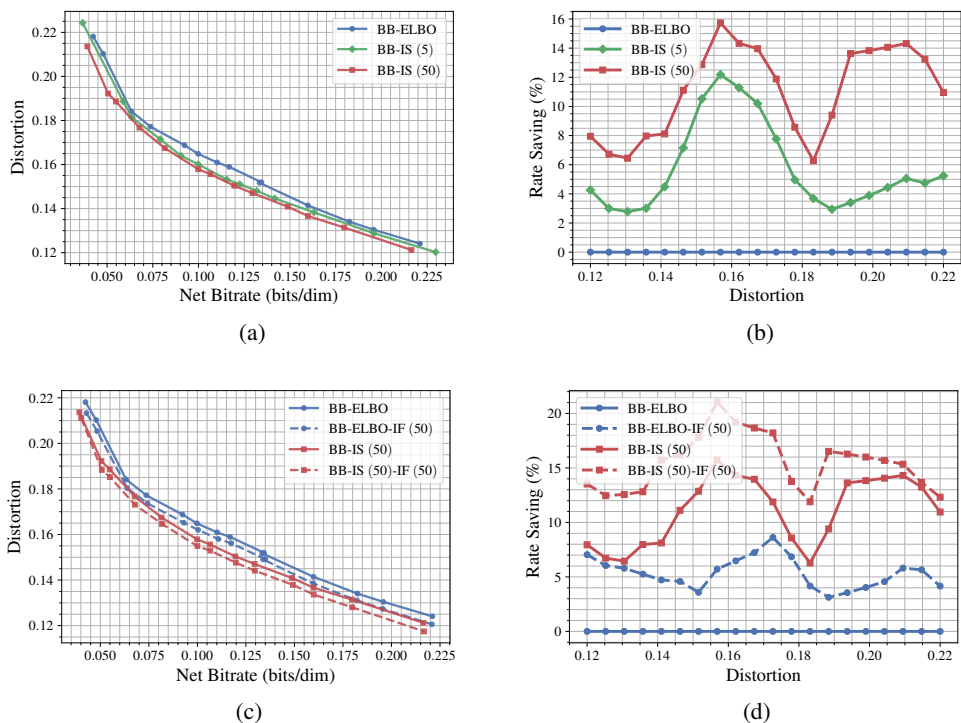 0.22
0.20
0.18
0.16
0.14
0.12
Distortion
BB-ELBO
BB-IS (5)
BB-IS (50)
0.050
0.075
0.100
0.125
0.150
0.175
0.200
0.225
Net Bitrate (bits/dim)
(a)
16
14
12
10
8
6
4
2
0
Rate Saving (%)
BB-ELBO
BB-IS (5)
BB-IS (50)
0.12
0.14
0.16
0.18
0.20
0.22
Distortion
(b)
0.22
0.20
0.18
0.16
0.14
0.12
Distortion
BB-ELBO
BB-ELBO-IF (50)
BB-IS (50)
BB-IS (50)-IF (50)
0.050
0.075
0.100
0.125
0.150
0.175
0.200
0.225
Net Bitrate (bits/dim)
(c)
20
15
10
5
0
Rate Saving (%)
BB-ELBO
BB-ELBO-IF (50)
BB-IS (50)
BB-IS (50)-IF (50)
0.12
0.14
0.16
0.18
0.20
0.22
Distortion
(d)